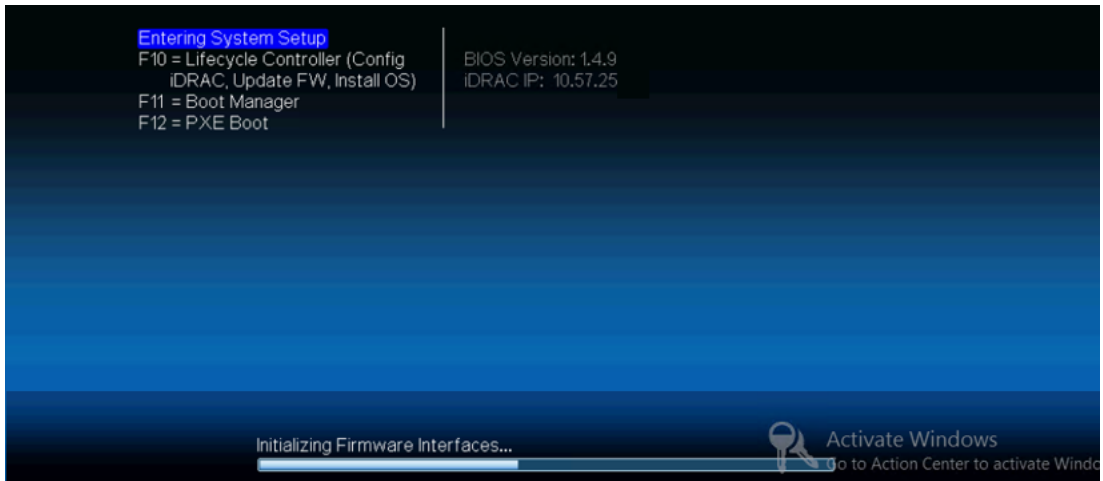 Entering System Setup
F10 = Lifecycle Controller (Config
iDRAC, Update FW, Install OS)
F11 = Boot Manager
F12 = PXE Boot
BIOS Version: 1.4.9
iDRAC IP: 10.57.25
Initializing Firmware Interfaces...
Activate Windows
Go to Action Center to activate